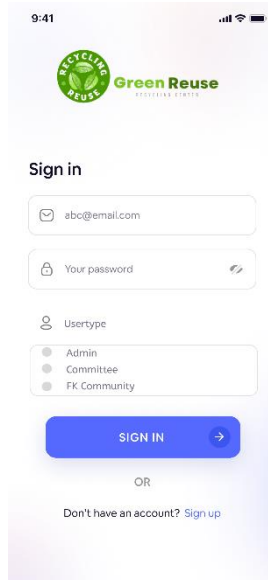 9:41
RECYCLING
REUSE
Green Reuse
RECYCLING CENTER
Sign in
abc@email.com
Your password
Usertype
Admin
Committee
FK Community
SIGN IN
OR
Don't have an account? Sign up